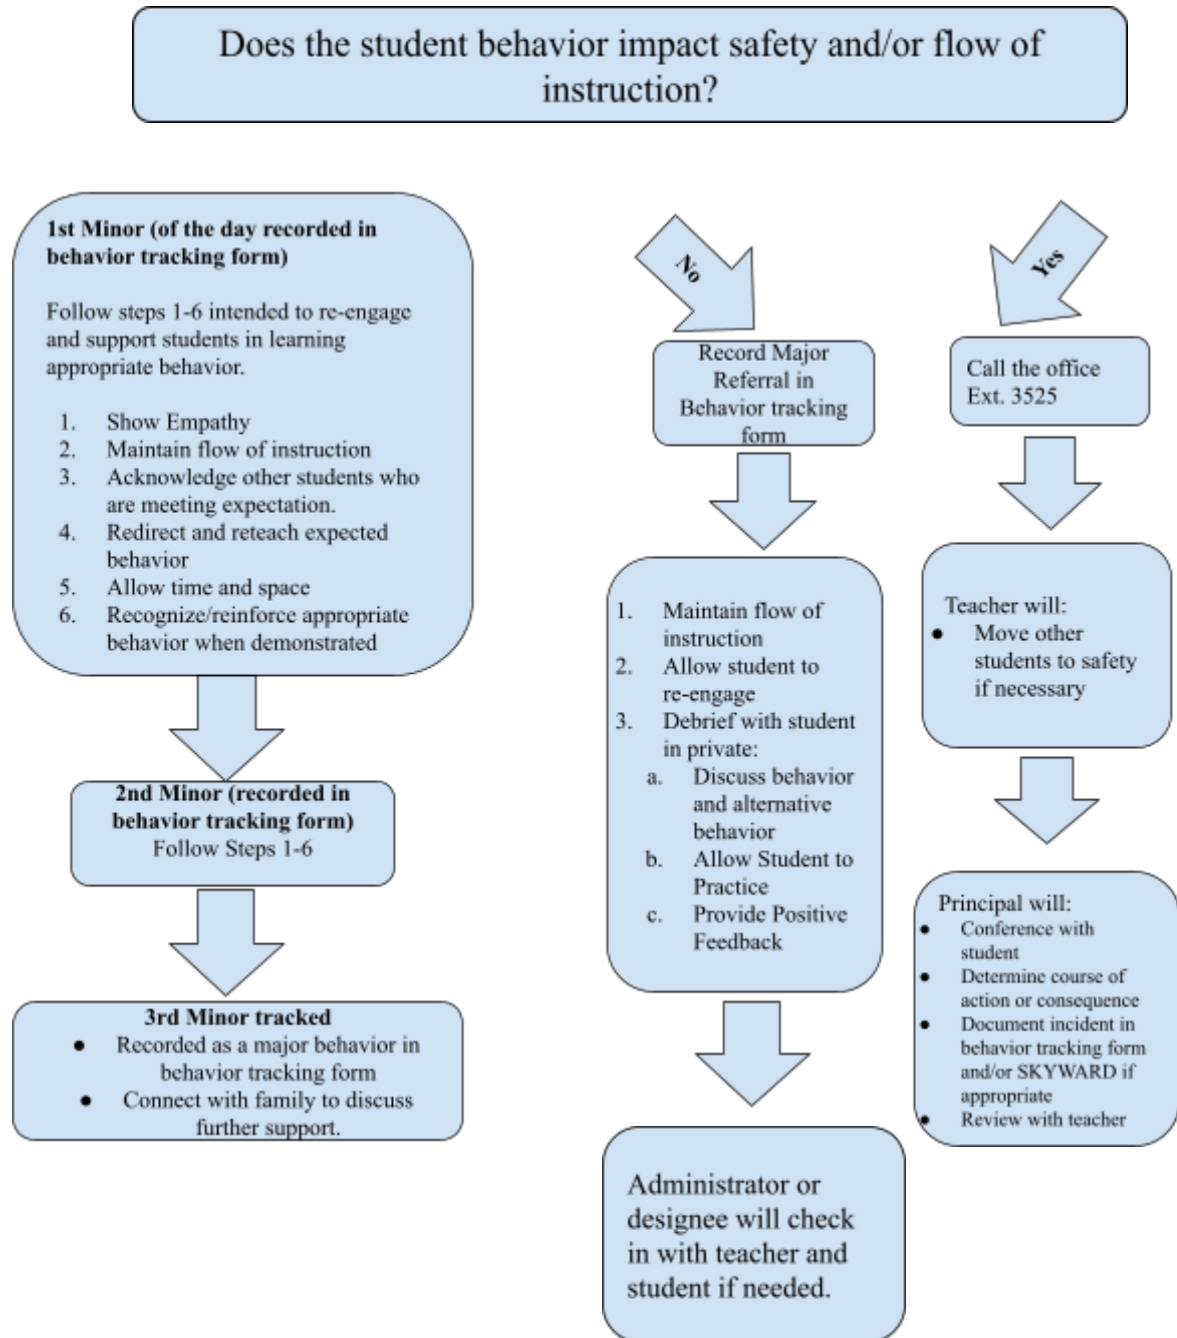 Does the student behavior impact safety and/or flow of
instruction?
1st Minor (of the day recorded in
behavior tracking form)
Follow steps 1-6 intended to re-engage
and support students in learning
appropriate behavior.
1. Show Empathy
2. Maintain flow of instruction
3. Acknowledge other students who
are meeting expectation.
4. Redirect and reteach expected
behavior
5. Allow time and space
6. Recognize/reinforce appropriate
behavior when demonstrated
2nd Minor (recorded in
behavior tracking form)
Follow Steps 1-6
3rd Minor tracked
● Recorded as a major behavior in
behavior tracking form
● Connect with family to discuss
further support.
No
Record Major
Referral in
Behavior tracking
form
1. Maintain flow of
instruction
2. Allow student to
re-engage
3. Debrief with student
in private:
a. Discuss behavior
and alternative
behavior
b. Allow Student to
Practice
c. Provide Positive
Feedback
Administrator or
designee will check
in with teacher and
student if needed.
Yes
Call the office
Ext. 3525
Teacher will:
● Move other
students to safety
if necessary
Principal will:
● Conference with
student
● Determine course of
action or consequence
● Document incident in
behavior tracking form
and/or SKYWARD if
appropriate
● Review with teacher